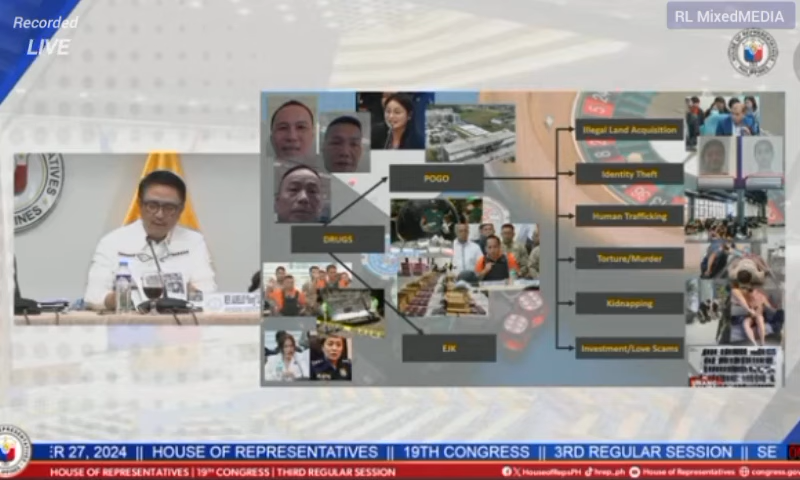 Recorded
LIVE
RL MixedMEDIA
POGO
DRUGS
EJK
Illegal Land Acquisition
Identity Theft
Human Trafficking
Torture/Murder
Kidnapping
Investment/Love Scams
ER 27, 2024 || HOUSE OF REPRESENTATIVES || 19TH CONGRESS || 3RD REGULAR SESSION || SE
HOUSE OF REPRESENTATIVES | 19TH CONGRESS | THIRD REGULAR SESSION
HouseofRepsPH hrep_ph House of Representatives congress.gov